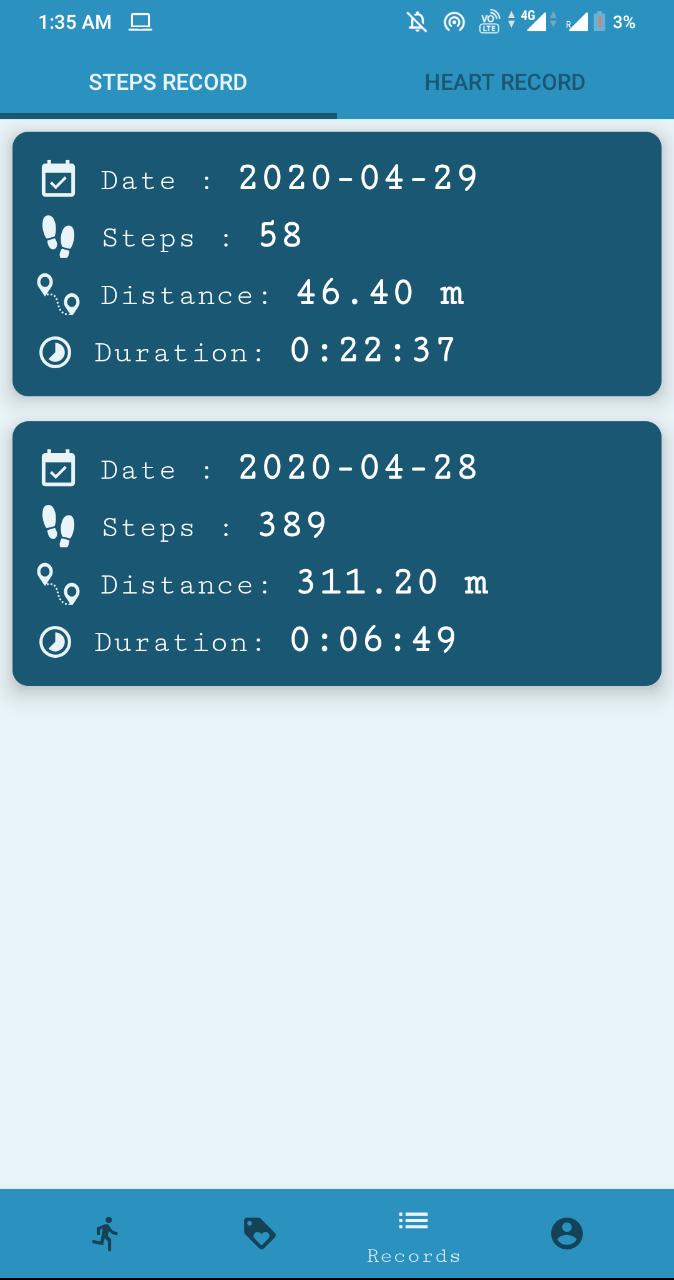 1:35 AM VO LTE 4G R 3%
STEPS RECORD HEART RECORD
Date : 2020-04-29
Steps : 58
Distance: 46.40 m
Duration: 0:22:37
Date : 2020-04-28
Steps : 389
Distance: 311.20 m
Duration: 0:06:49
Records